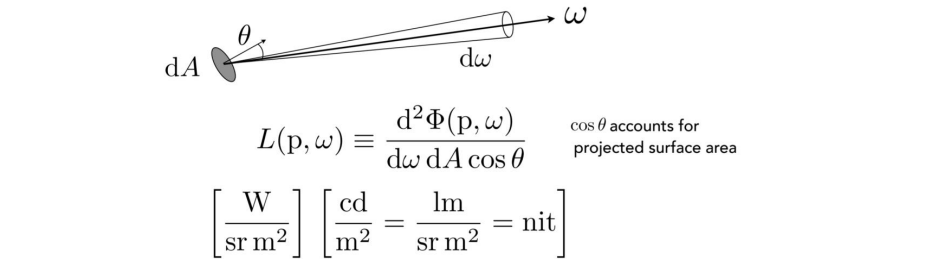 θ
ω
dA
dω
L(p, ω) ≡ d²Φ(p, ω) / dω dA cos θ
cos θ accounts for
projected surface area
[W / sr m²] [cd / m² = lm / sr m² = nit]